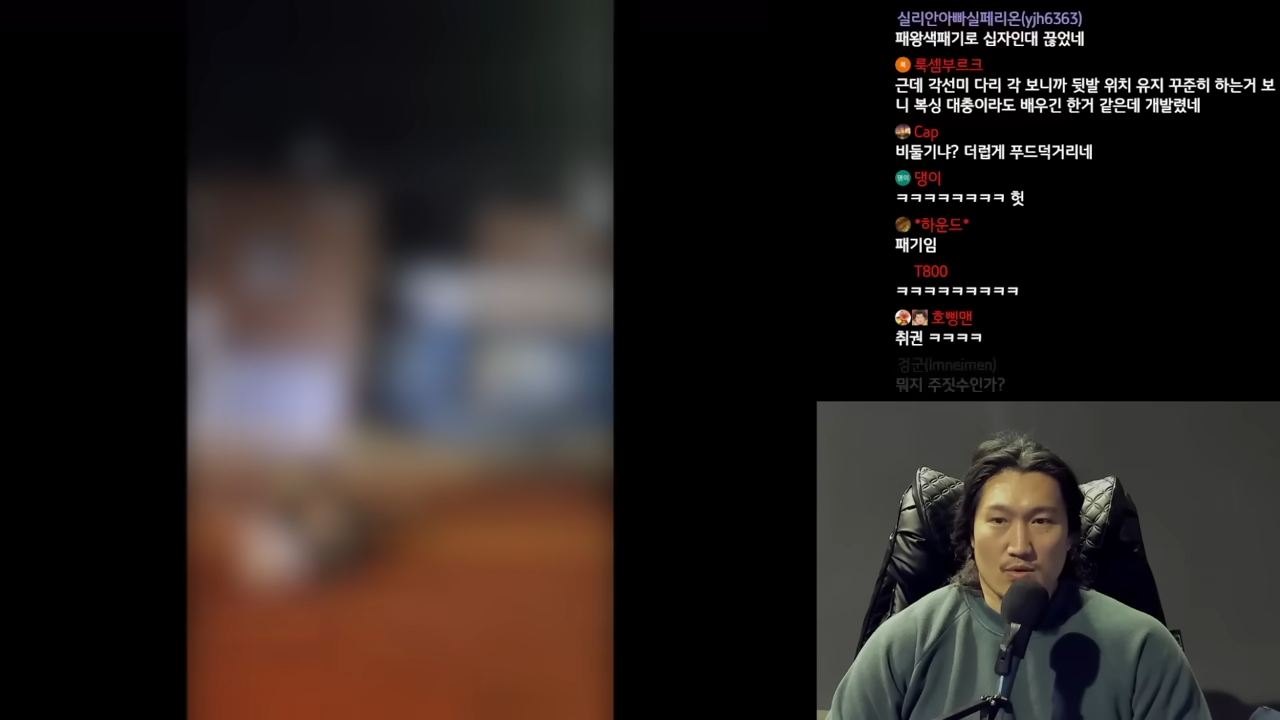 실리안아빠실페리온(yjh6363)
패왕색패기로 십자인대 끊었네
룩셈부르크
근데 각선미 다리 각 보니까 뒷발 위치 유지 꾸준히 하는거 보
니 복싱 대충이라도 배우긴 한거 같은데 개발렸네
Cap
비둘기냐? 더럽게 푸드덕거리네
댕이
ㅋㅋㅋㅋㅋㅋㅋㅋ 헛
*하운드*
패기임
T800
ㅋㅋㅋㅋㅋㅋㅋㅋㅋ
호삥맨
취권 ㅋㅋㅋㅋ
겅군(lmneimen)
뭐지 주짓수인가?